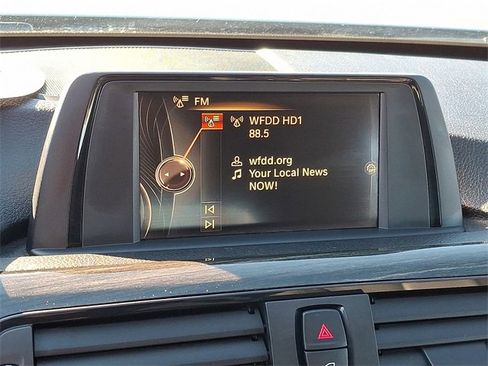 FM
WFDD HD1
88.5
wfdd.org
Your Local News
NOW!